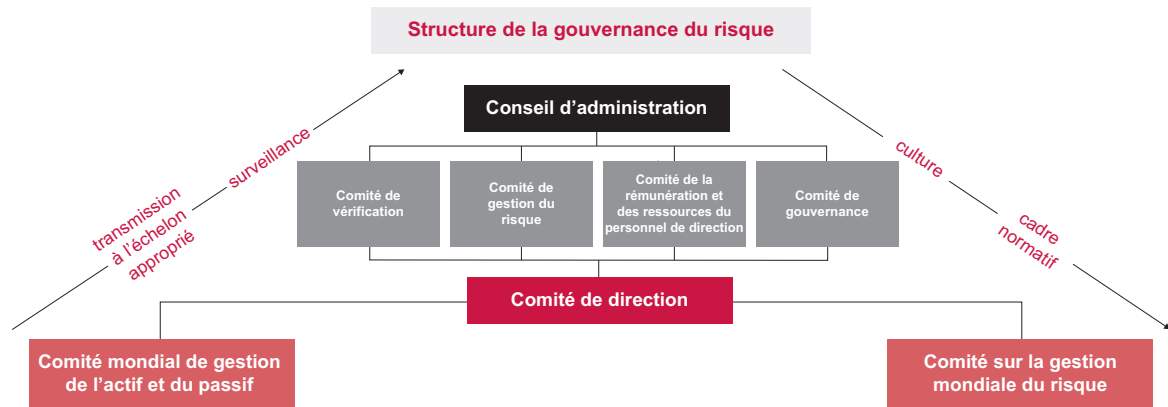 Structure de la gouvernance du risque
Conseil d’administration
surveillance
transmission
à l’échelon
approprié
culture
cadre
normatif
Comité de
vérification
Comité de
gestion du
risque
Comité de la
rémunération et
des ressources du
personnel de direction
Comité de
gouvernance
Comité de direction
Comité mondial de gestion
de l’actif et du passif
Comité sur la gestion
mondiale du risque